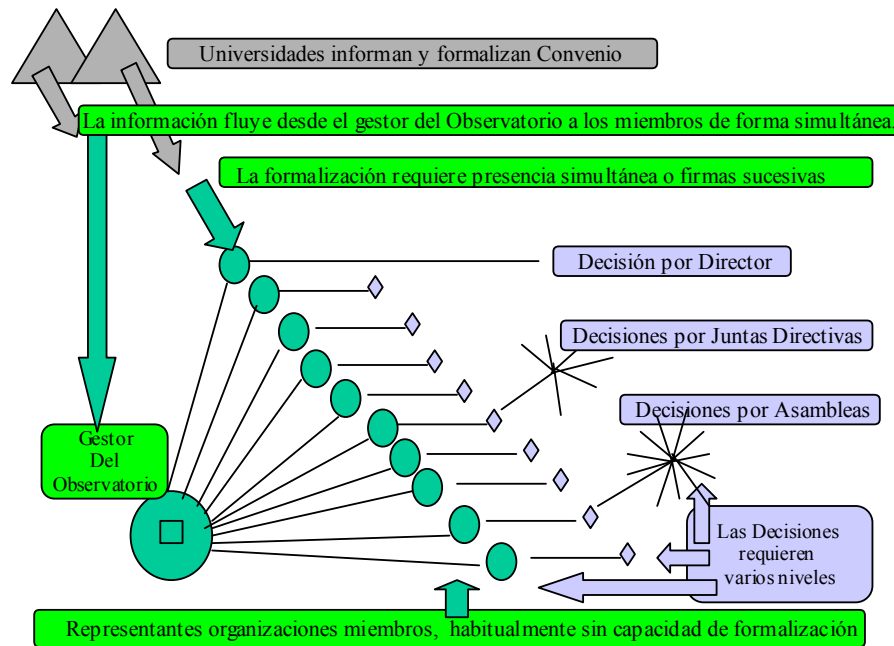 Universidades informan y formalizan Convenio
La información fluye desde el gestor del Observatorio a los miembros de forma simultánea.
La formalización requiere presencia simultánea o firmas sucesivas
Decisión por Director
Decisiones por Juntas Directivas
Decisiones por Asambleas
Gestor
Del
Observatorio
Las Decisiones
requieren
varios niveles
Representantes organizaciones miembros, habitualmente sin capacidad de formalización